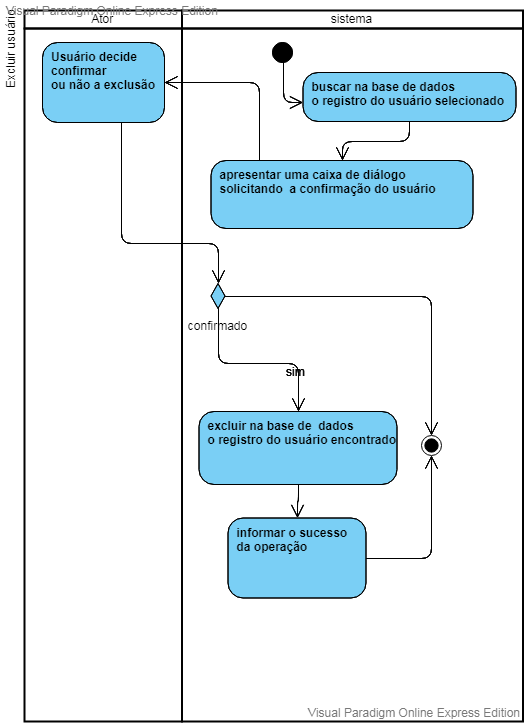 Visual Paradigm Online Express Edition
Excluir usuário
Ator
sistema
Usuário decide
confirmar
ou não a exclusão
buscar na base de dados
o registro do usuário selecionado
apresentar uma caixa de diálogo
solicitando a confirmação do usuário
confirmado
sim
excluir na base de dados
o registro do usuário encontrado
informar o sucesso
da operação
Visual Paradigm Online Express Edition